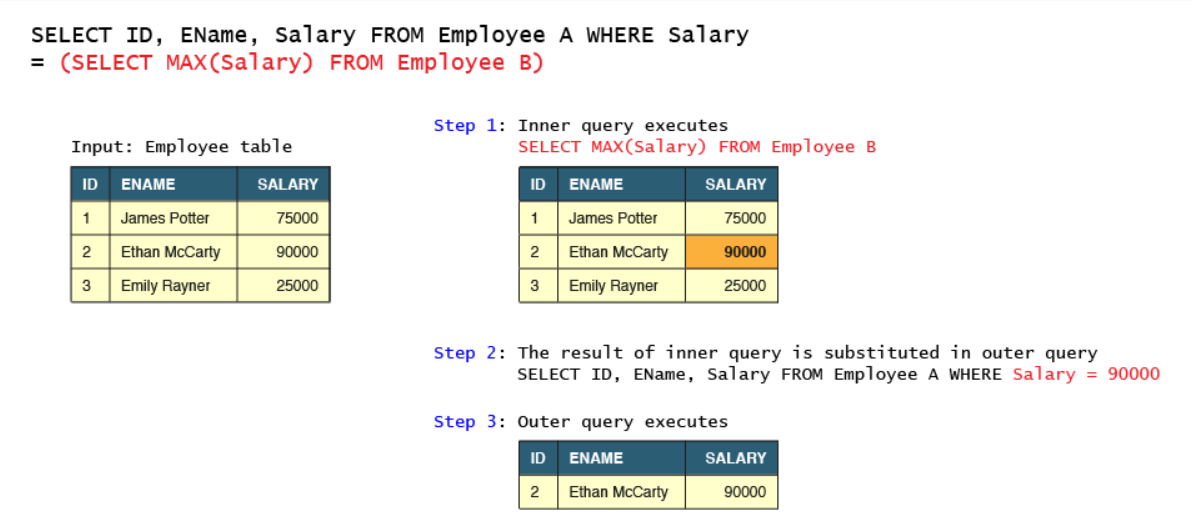 SELECT ID, EName, Salary FROM Employee A WHERE Salary
= (SELECT MAX(Salary) FROM Employee B)
Input: Employee table
ID ENAME SALARY
1 James Potter 75000
2 Ethan McCarty 90000
3 Emily Rayner 25000
Step 1: Inner query executes
SELECT MAX(Salary) FROM Employee B
ID ENAME SALARY
1 James Potter 75000
2 Ethan McCarty 90000
3 Emily Rayner 25000
Step 2: The result of inner query is substituted in outer query
SELECT ID, EName, Salary FROM Employee A WHERE Salary = 90000
Step 3: Outer query executes
ID ENAME SALARY
2 Ethan McCarty 90000